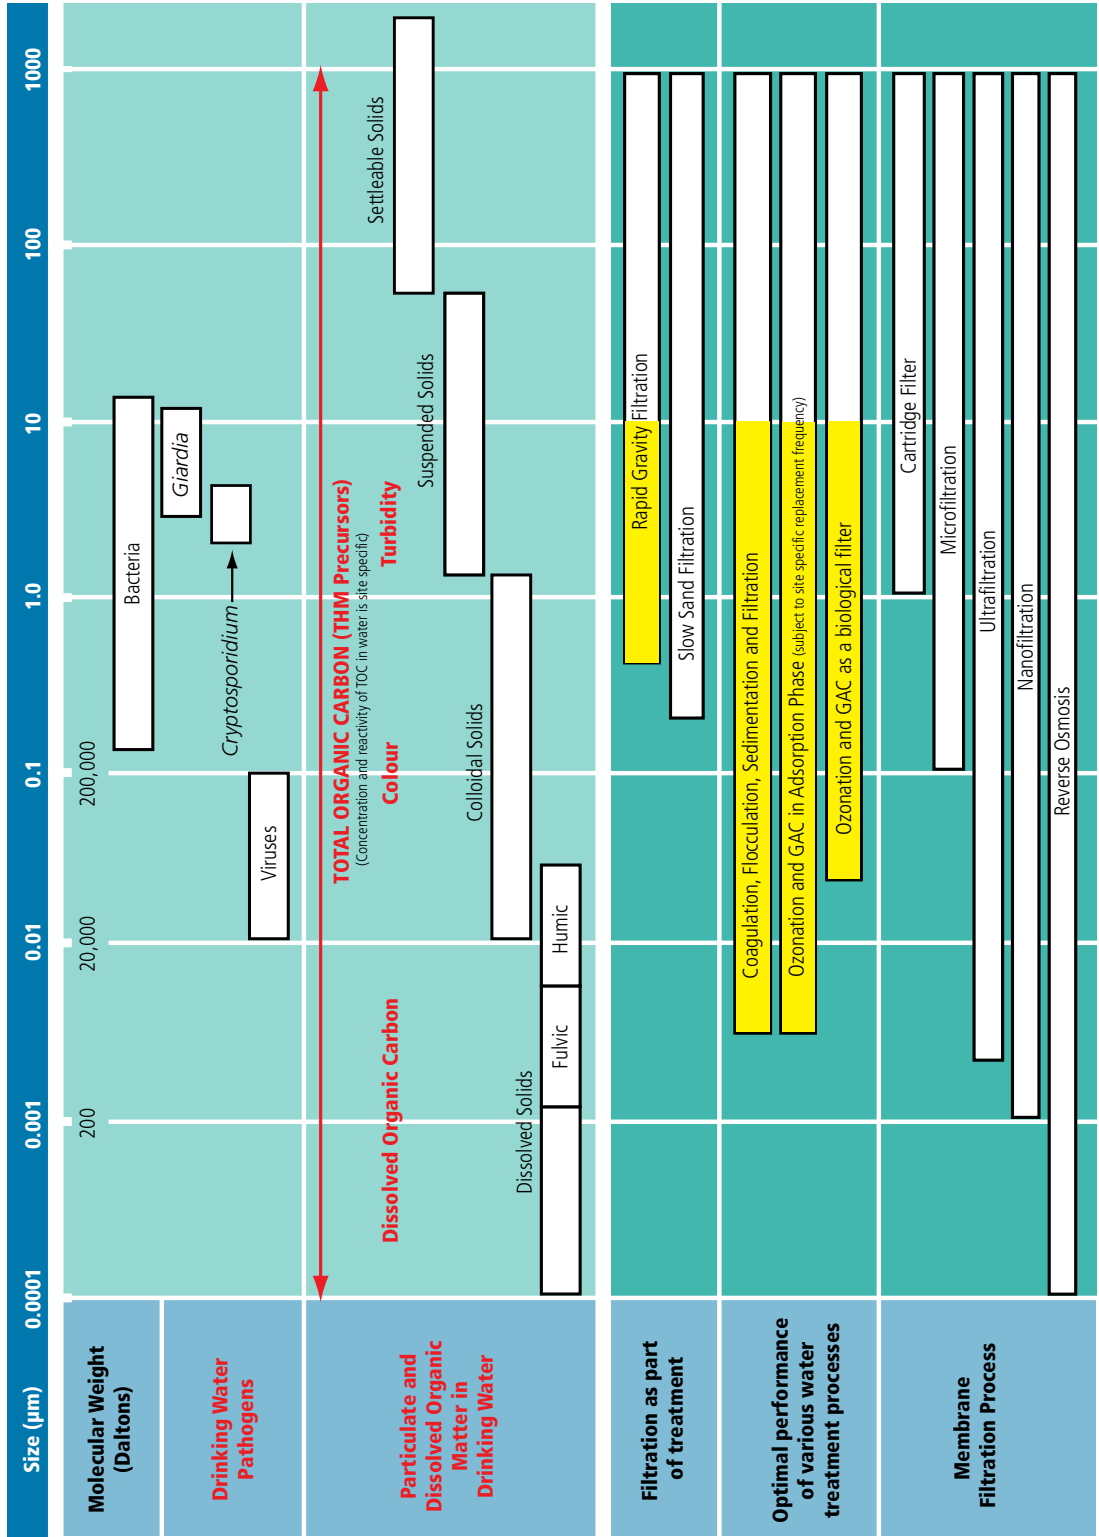 Size (µm)
0.0001
0.001
0.01
0.1
1.0
10
100
1000
Molecular Weight
(Daltons)
200
20,000
200,000
Bacteria
Drinking Water
Pathogens
Giardia
Cryptosporidium
Viruses
Particulate and
Dissolved Organic
Matter in
Drinking Water
TOTAL ORGANIC CARBON (THM Precursors)
(Concentration and reactivity of TOC in water is site specific)
Dissolved Organic Carbon
Colour
Turbidity
Settleable Solids
Suspended Solids
Colloidal Solids
Dissolved Solids
Fulvic
Humic
Filtration as part
of treatment
Rapid Gravity Filtration
Slow Sand Filtration
Optimal performance
of various water
treatment processes
Coagulation, Flocculation, Sedimentation and Filtration
Ozonation and GAC in Adsorption Phase (subject to site specific replacement frequency)
Ozonation and GAC as a biological filter
Membrane
Filtration Process
Cartridge Filter
Microfiltration
Ultrafiltration
Nanofiltration
Reverse Osmosis